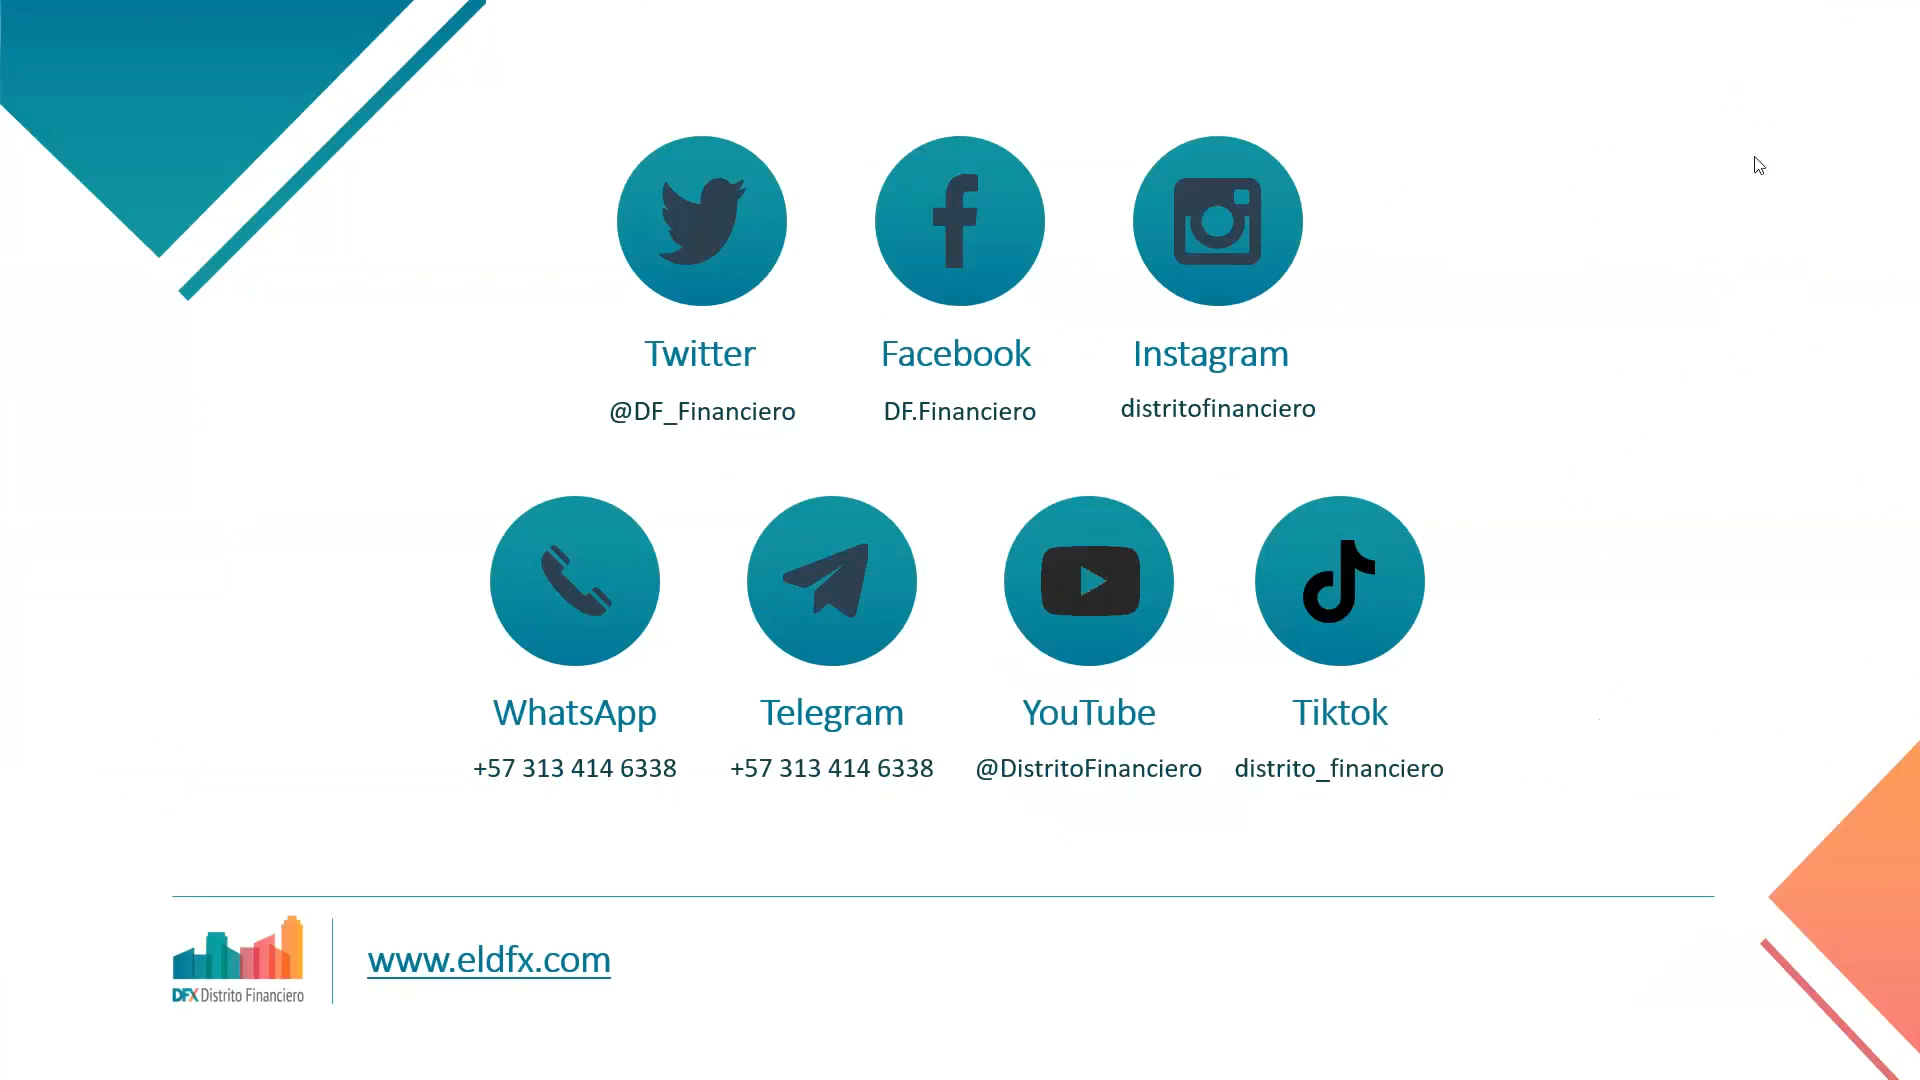 Twitter
Facebook
Instagram
@DF_Financiero
DF.Financiero
distritofinanciero
WhatsApp
Telegram
YouTube
Tiktok
+57 313 414 6338
+57 313 414 6338
@DistritoFinanciero
distrito_financiero
DFX Distrito Financiero
www.eldfx.com